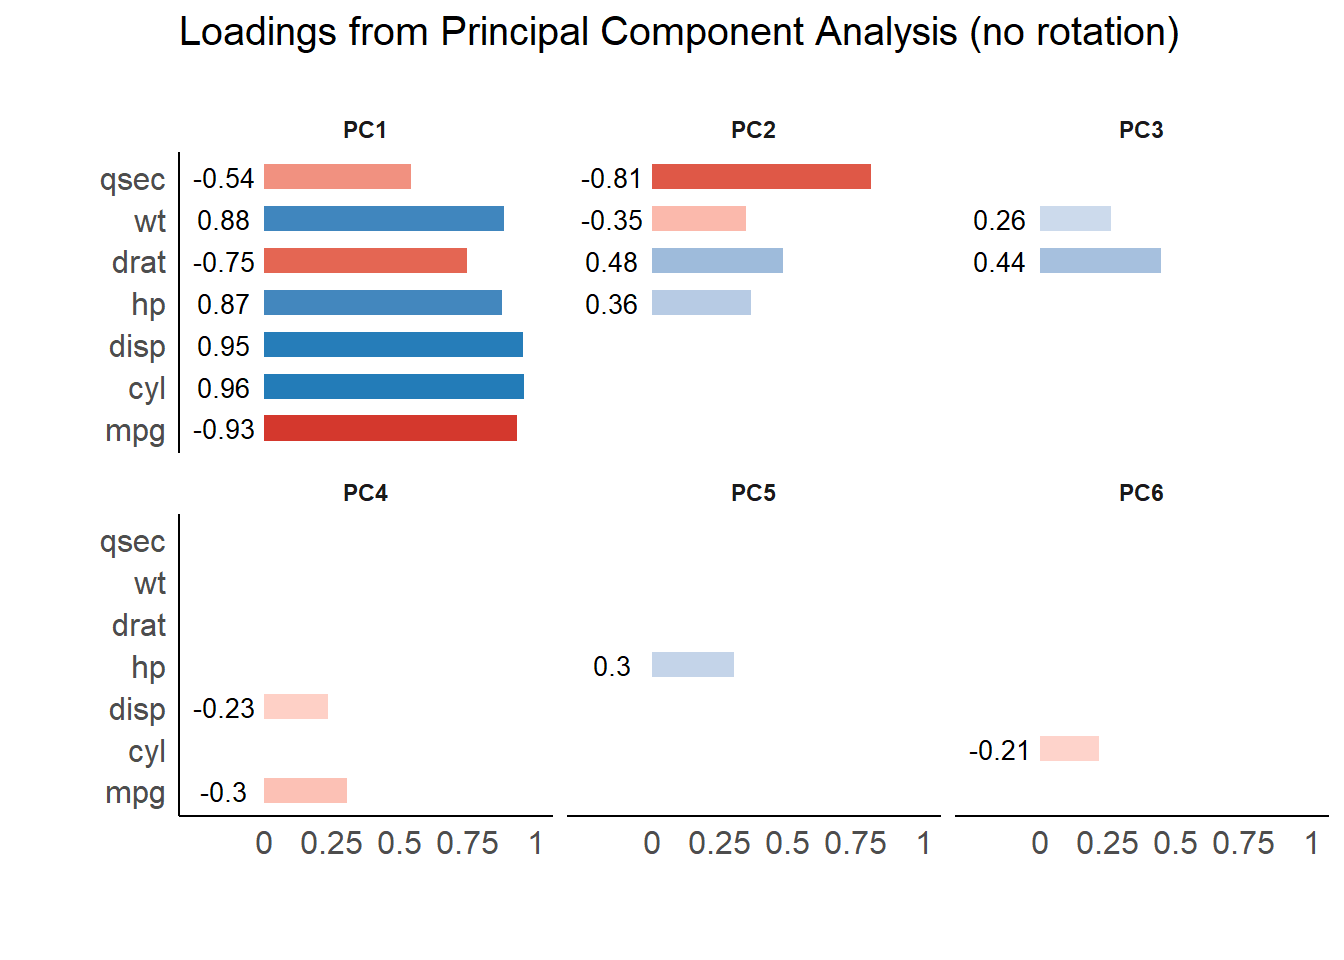 Loadings from Principal Component Analysis (no rotation)
PC1 PC2 PC3
qsec -0.54 -0.81
wt 0.88 -0.35 0.26
drat -0.75 0.48 0.44
hp 0.87 0.36
disp 0.95
cyl 0.96
mpg -0.93
PC4 PC5 PC6
qsec
wt
drat
hp 0.3
disp -0.23
cyl -0.21
mpg -0.3
0 0.25 0.5 0.75 1 0 0.25 0.5 0.75 1 0 0.25 0.5 0.75 1